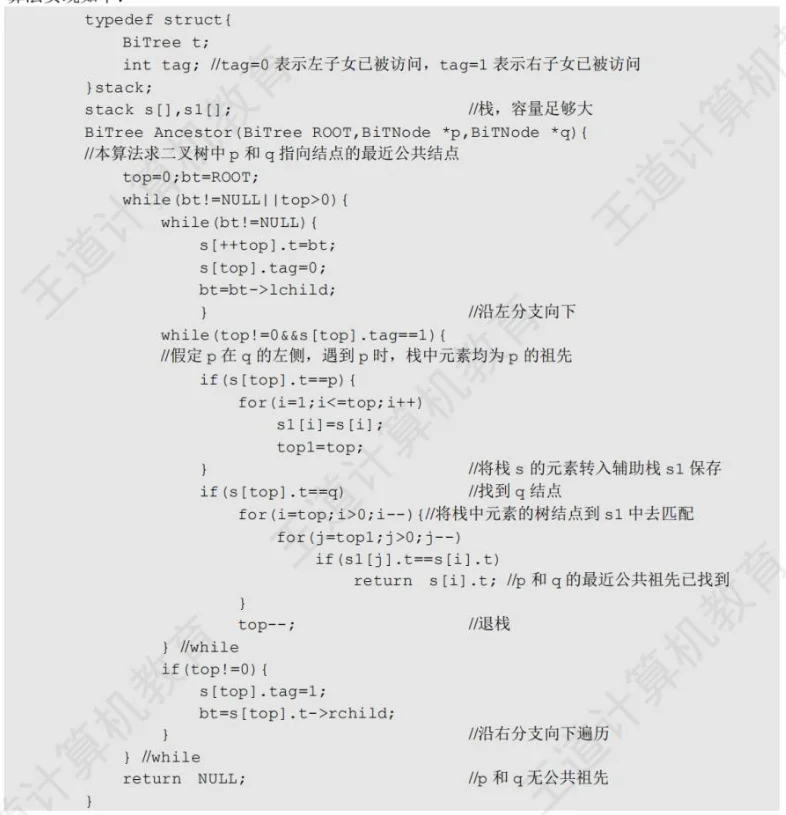 typedef struct{
BiTree t;
int tag; //tag=0 表示左子女已被访问，tag=1 表示右子女已被访问
}stack;
stack s[],s1[]; //栈，容量足够大
BiTree Ancestor(BiTree ROOT,BiTNode *p,BiTNode *q){
//本算法求二叉树中 p 和 q 指向结点的最近公共结点
top=0;bt=ROOT;
while(bt!=NULL||top>0){
while(bt!=NULL){
s[++top].t=bt;
s[top].tag=0;
bt=bt->lchild;
} //沿左分支向下
while(top!=0&&s[top].tag==1){
//假定 p 在 q 的左侧，遇到 p 时，栈中元素均为 p 的祖先
if(s[top].t==p){
for(i=1;i<=top;i++)
s1[i]=s[i];
top1=top;
} //将栈 s 的元素转入辅助栈 s1 保存
if(s[top].t==q) //找到 q 结点
for(i=top;i>0;i--){//将栈中元素的树结点到 s1 中去匹配
for(j=top1;j>0;j--)
if(s1[j].t==s[i].t)
return s[i].t; //p 和 q 的最近公共祖先已找到
}
top--; //退栈
} //while
if(top!=0){
s[top].tag=1;
bt=s[top].t->rchild;
} //沿右分支向下遍历
} //while
return NULL; //p 和 q 无公共祖先
}
王道计算机教育
王道计算机教育
王道计算机教育
王道计算机教育
王道计算机教育